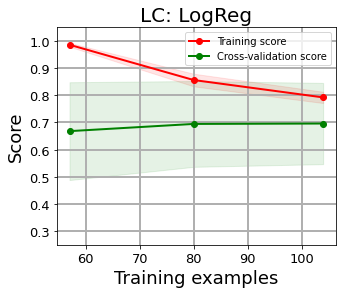 LC: LogReg
Training score
Cross-validation score
1.0
0.9
0.8
0.7
0.6
0.5
0.4
0.3
Score
60 70 80 90 100
Training examples